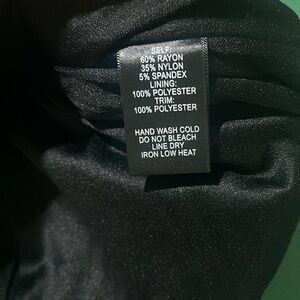 SELF:
60% RAYON
35% NYLON
5% SPANDEX
LINING:
100% POLYESTER
TRIM:
100% POLYESTER
HAND WASH COLD
DO NOT BLEACH
LINE DRY
IRON LOW HEAT